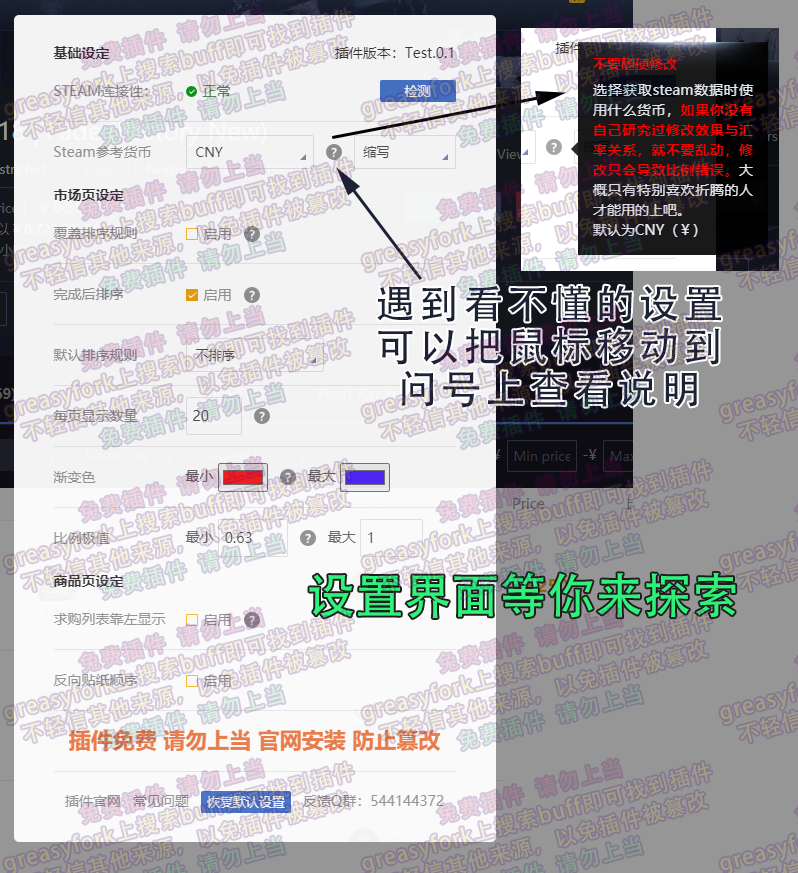 基础设定
插件版本：Test.0.1
STEAM连接性：
正常
检测
Steam参考货币
CNY
缩写
市场页设定
覆盖排序规则
启用
完成后排序
启用
默认排序规则
不排序
每页显示数量
20
渐变色
最小
最大
比例极值
最小 0.63
最大 1
商品页设定
求购列表靠左显示
启用
反向贴纸顺序
启用
插件免费 请勿上当 官网安装 防止篡改
插件官网 常见问题 恢复默认设置 反馈Q群：544144372
不要随便修改
选择获取steam数据时使
用什么货币，如果你没有
自己研究过修改效果与汇
率关系，就不要乱动，修
改只会导致比例错误。大
概只有特别喜欢折腾的人
才能用的上吧。
默认为CNY（¥）
遇到看不懂的设置
可以把鼠标移动到
问号上查看说明
设置界面等你来探索
Min price
-¥
Price
免费插件 请勿上当
greasyfork上搜索buff即可找到插件
不轻信其他来源，以免插件被篡改